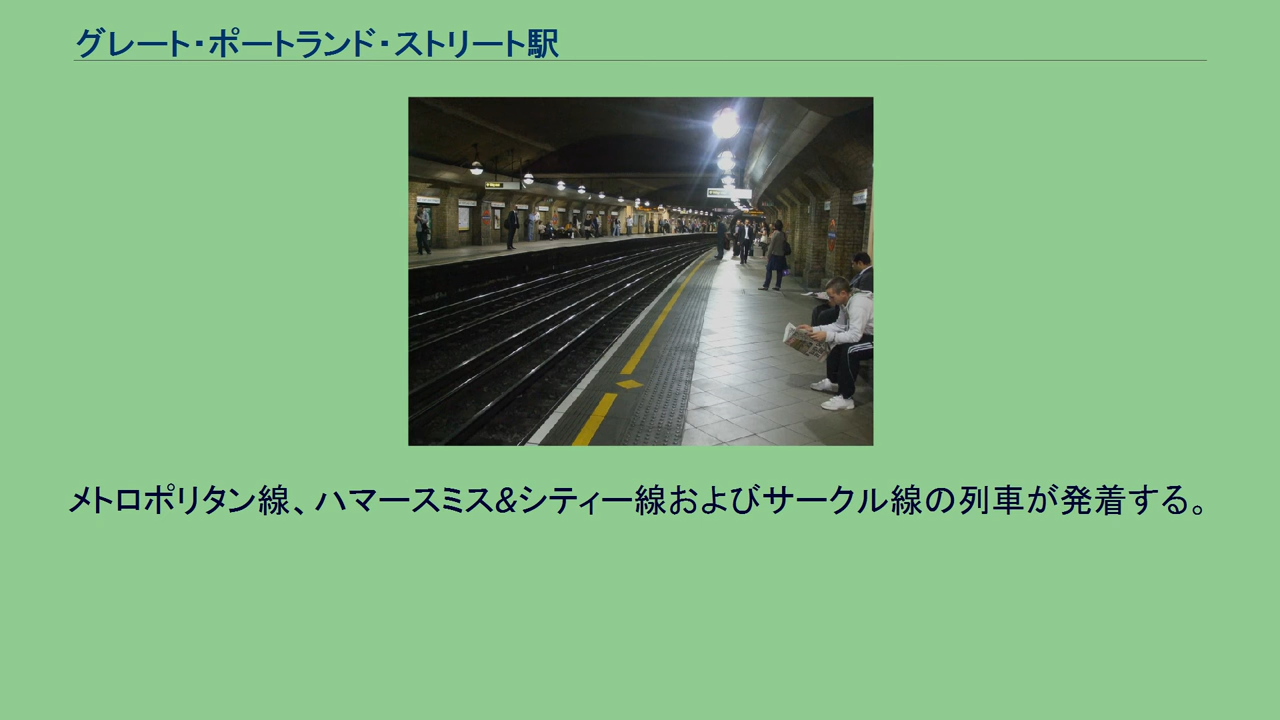 グレート・ポートランド・ストリート駅
メトロポリタン線、ハマースミス&シティー線およびサークル線の列車が発着する。